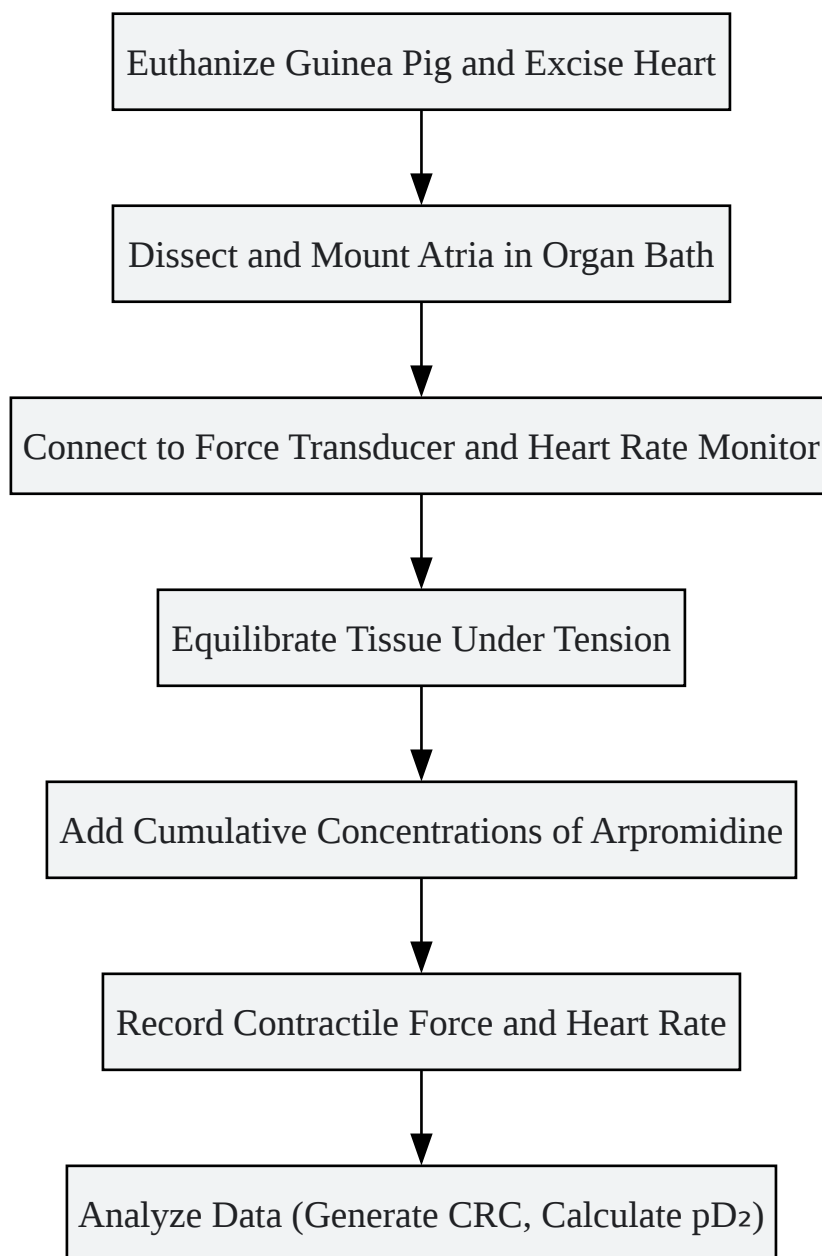 Euthanize Guinea Pig and Excise Heart
Dissect and Mount Atria in Organ Bath
Connect to Force Transducer and Heart Rate Monitor
Equilibrate Tissue Under Tension
Add Cumulative Concentrations of Arpromidine
Record Contractile Force and Heart Rate
Analyze Data (Generate CRC, Calculate pD₂)